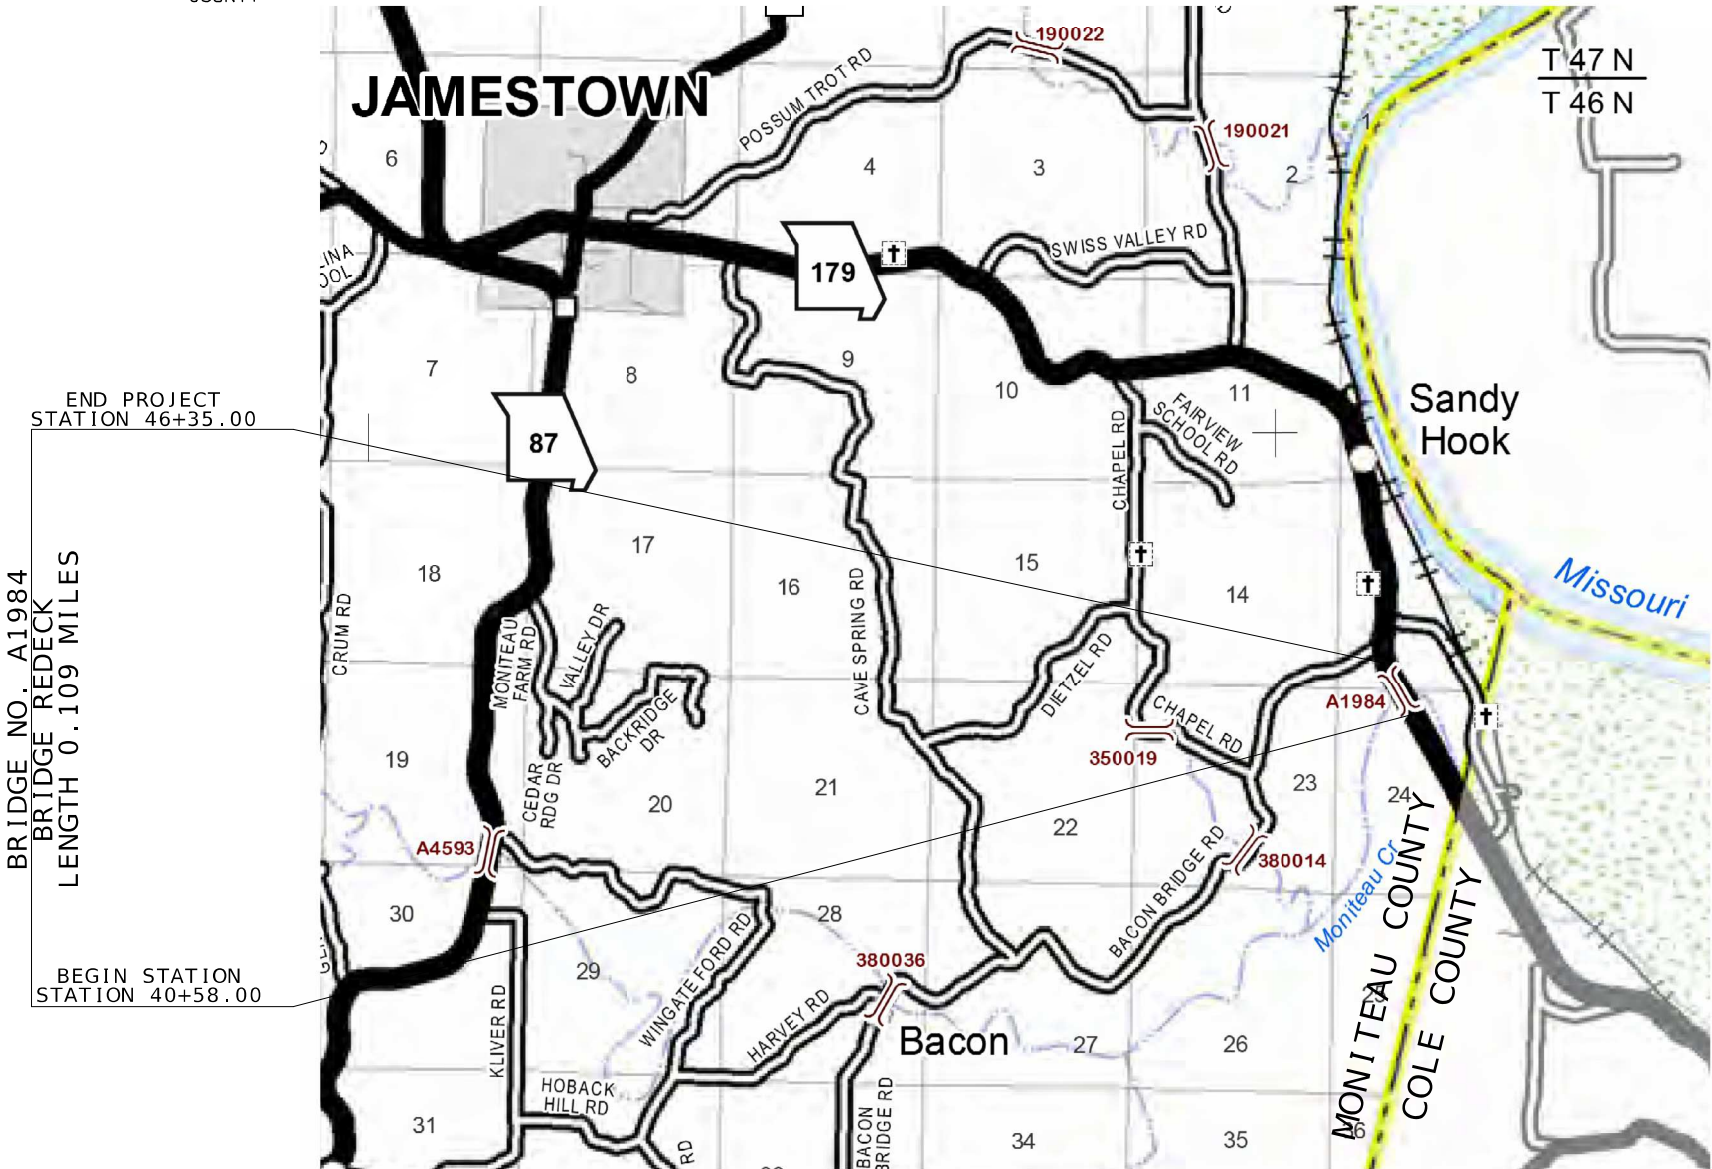 COUNTY
JAMESTOWN
190022
T 47 N
T 46 N
POSSUM TROT RD
190021
1
6
4
3
2
SWISS VALLEY RD
179
7
8
9
10
11
Sandy
Hook
FAIRVIEW
SCHOOL RD
CHAPEL RD
END PROJECT
STATION 46+35.00
87
18
17
16
15
14
Missouri
BRIDGE NO. A1984
BRIDGE REDECK
LENGTH 0.109 MILES
CRUM RD
MONITEAU
FARM RD
VALLEY DR
BACKRIDGE
DR
CEDAR
RDG DR
CAVE SPRING RD
DIETZEL RD
CHAPEL RD
A1984
350019
19
20
21
22
23
24
A4593
380014
BACON BRIDGE RD
Moniteau Cr
MONITEAU COUNTY
COLE COUNTY
30
29
28
380036
WINGATE FORD RD
BEGIN STATION
STATION 40+58.00
KLIVER RD
HARVEY RD
Bacon
27
26
HOBACK
HILL RD
BACON
BRIDGE RD
RD
31
34
35